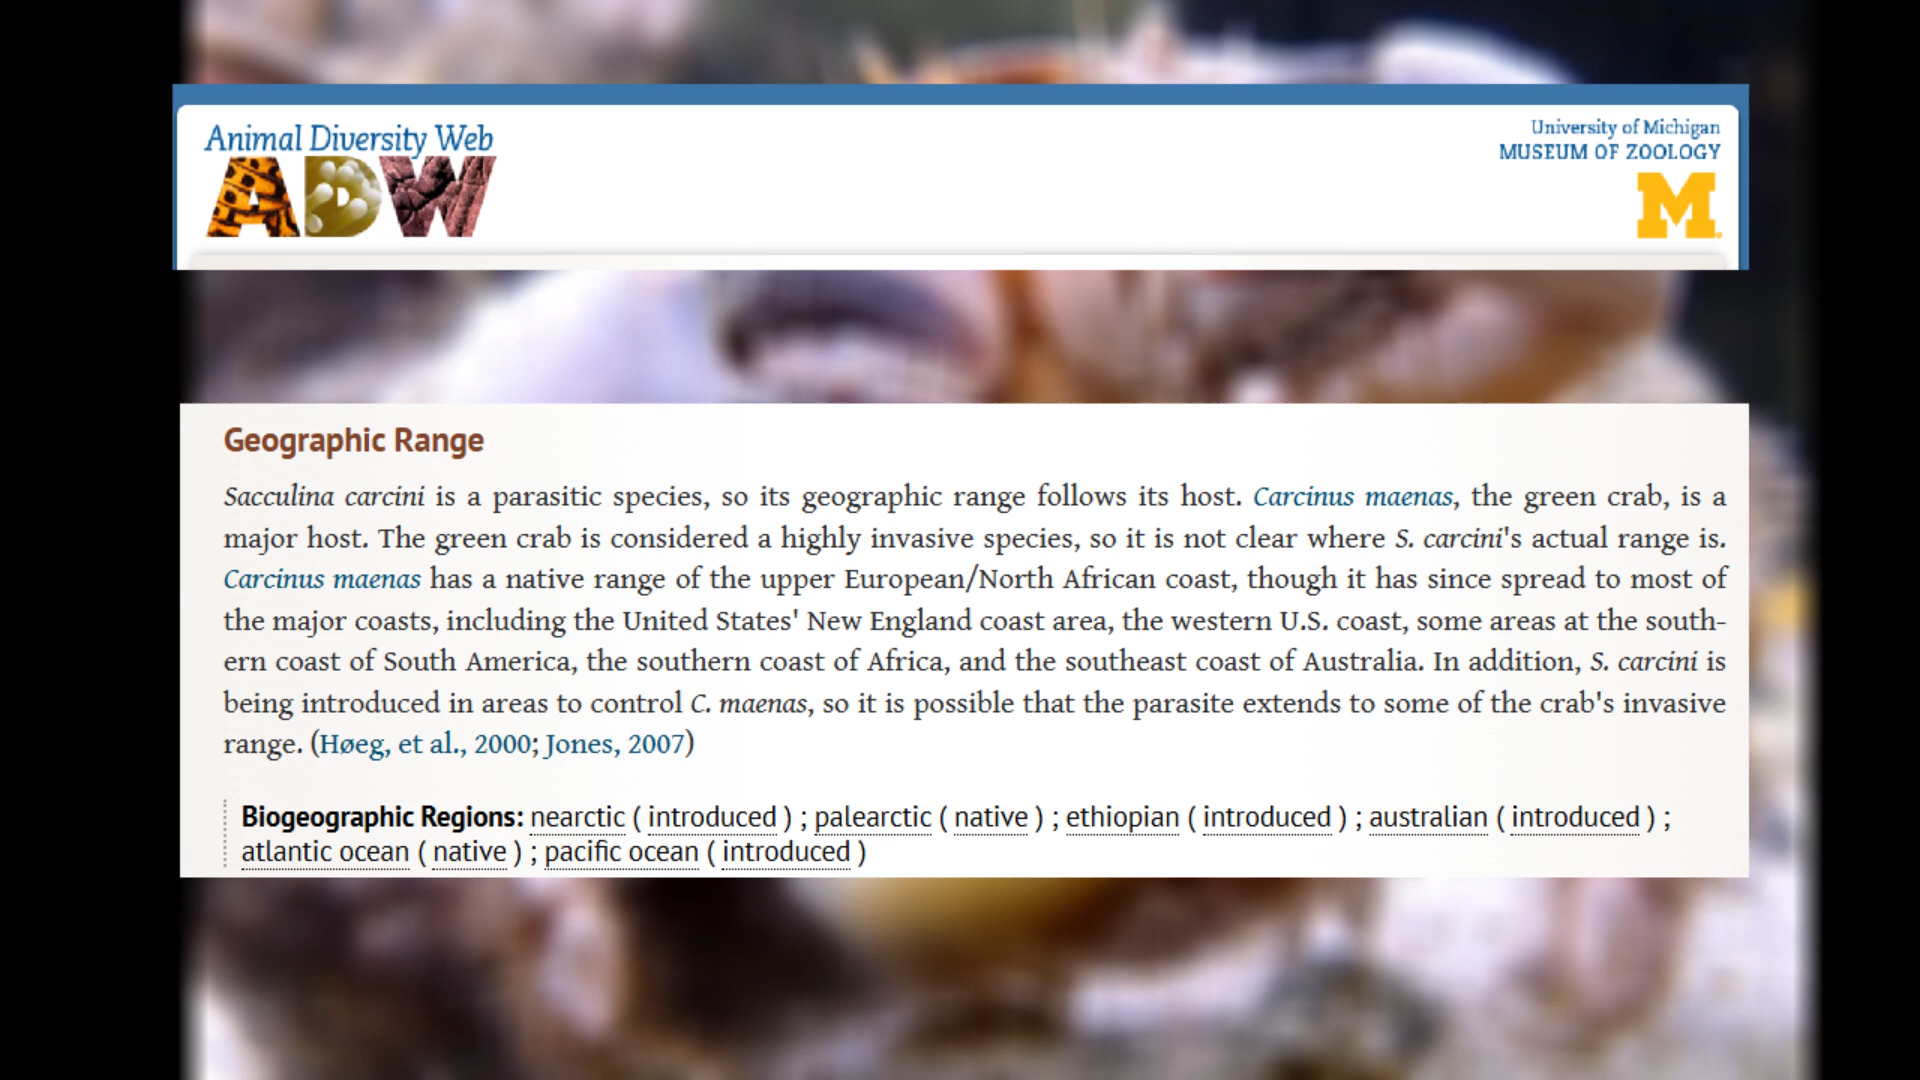 Animal Diversity Web
ADW
University of Michigan
MUSEUM OF ZOOLOGY
M
Geographic Range
Sacculina carcini is a parasitic species, so its geographic range follows its host. Carcinus maenas, the green crab, is a
major host. The green crab is considered a highly invasive species, so it is not clear where S. carcini's actual range is.
Carcinus maenas has a native range of the upper European/North African coast, though it has since spread to most of
the major coasts, including the United States' New England coast area, the western U.S. coast, some areas at the south-
ern coast of South America, the southern coast of Africa, and the southeast coast of Australia. In addition, S. carcini is
being introduced in areas to control C. maenas, so it is possible that the parasite extends to some of the crab's invasive
range. (Høeg, et al., 2000; Jones, 2007)
Biogeographic Regions: nearctic ( introduced ) ; palearctic ( native ) ; ethiopian ( introduced ) ; australian ( introduced ) ;
atlantic ocean ( native ) ; pacific ocean ( introduced )